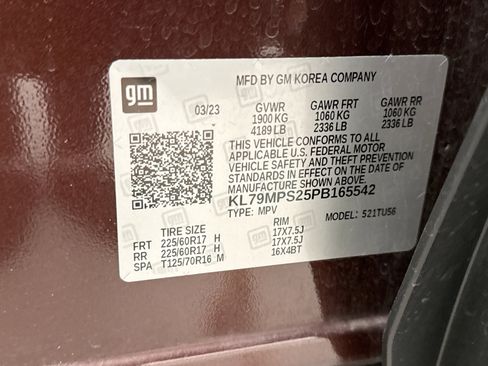 gm
MFD BY GM KOREA COMPANY
03/23 GVWR GAWR FRT GAWR RR
1900 KG 1060 KG 1060 KG
4189 LB 2336 LB 2336 LB
THIS VEHICLE CONFORMS TO ALL
APPLICABLE U.S. FEDERAL MOTOR
VEHICLE SAFETY AND THEFT PREVENTION
STANDARDS IN EFFECT ON THE DATE OF
MANUFACTURE SHOWN ABOVE.
KL79MPS25PB165542
TYPE: MPV MODEL: 521TU56
TIRE SIZE RIM
FRT 225/60R17 H 17X7.5J
RR 225/60R17 H 17X7.5J
SPA T125/70R16 M 16X4BT